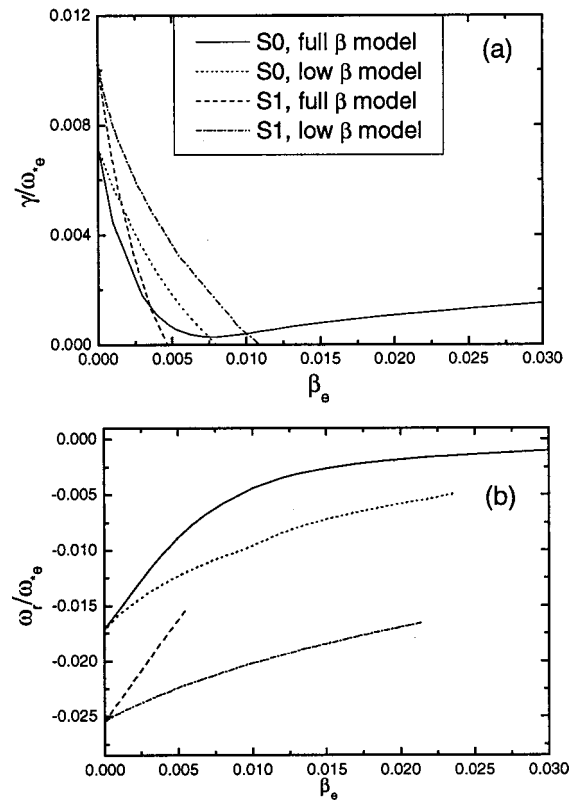 0.012
S0, full β model
(a)
S0, low β model
S1, full β model
S1, low β model
0.008
γ/ω*e
0.004
0.000
0.000 0.005 0.010 0.015 0.020 0.025 0.030
βe
0.000
-0.005
(b)
-0.010
ωr/ω*e
-0.015
-0.020
-0.025
0.000 0.005 0.010 0.015 0.020 0.025 0.030
βe